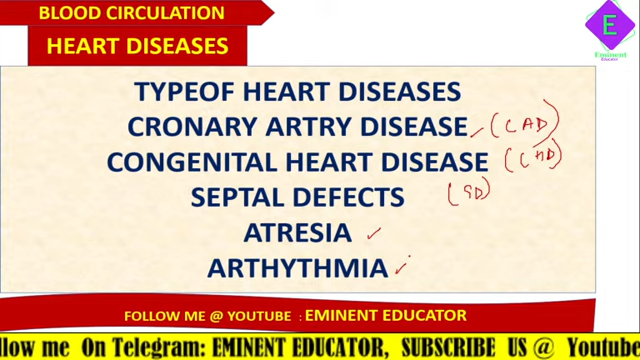 BLOOD CIRCULATION
HEART DISEASES
E
Eminent
Educator
TYPEOF HEART DISEASES
CRONARY ARTRY DISEASE (CAD)
CONGENITAL HEART DISEASE (CHD)
SEPTAL DEFECTS (SD)
ATRESIA
ARTHYTHMIA
FOLLOW ME @ YOUTUBE : EMINENT EDUCATOR
llow me On Telegram: EMINENT EDUCATOR, SUBSCRIBE US @ Youtube